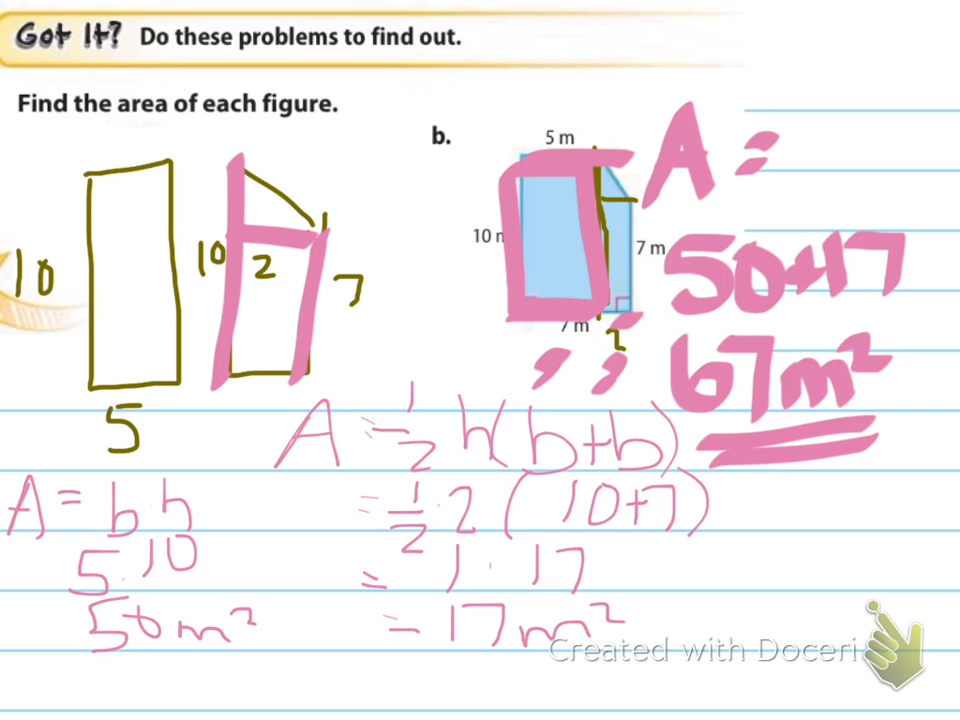 Got It? Do these problems to find out.
Find the area of each figure.
b.
5 m
10 m
7 m
7 m
2
10
5
10
2
7
A =
50+17
67m²
A = b h
5·10
50m²
A = 1/2 h(b+b)
= 1/2·2 (10+7)
= 1·17
= 17m²
Created with Doceri